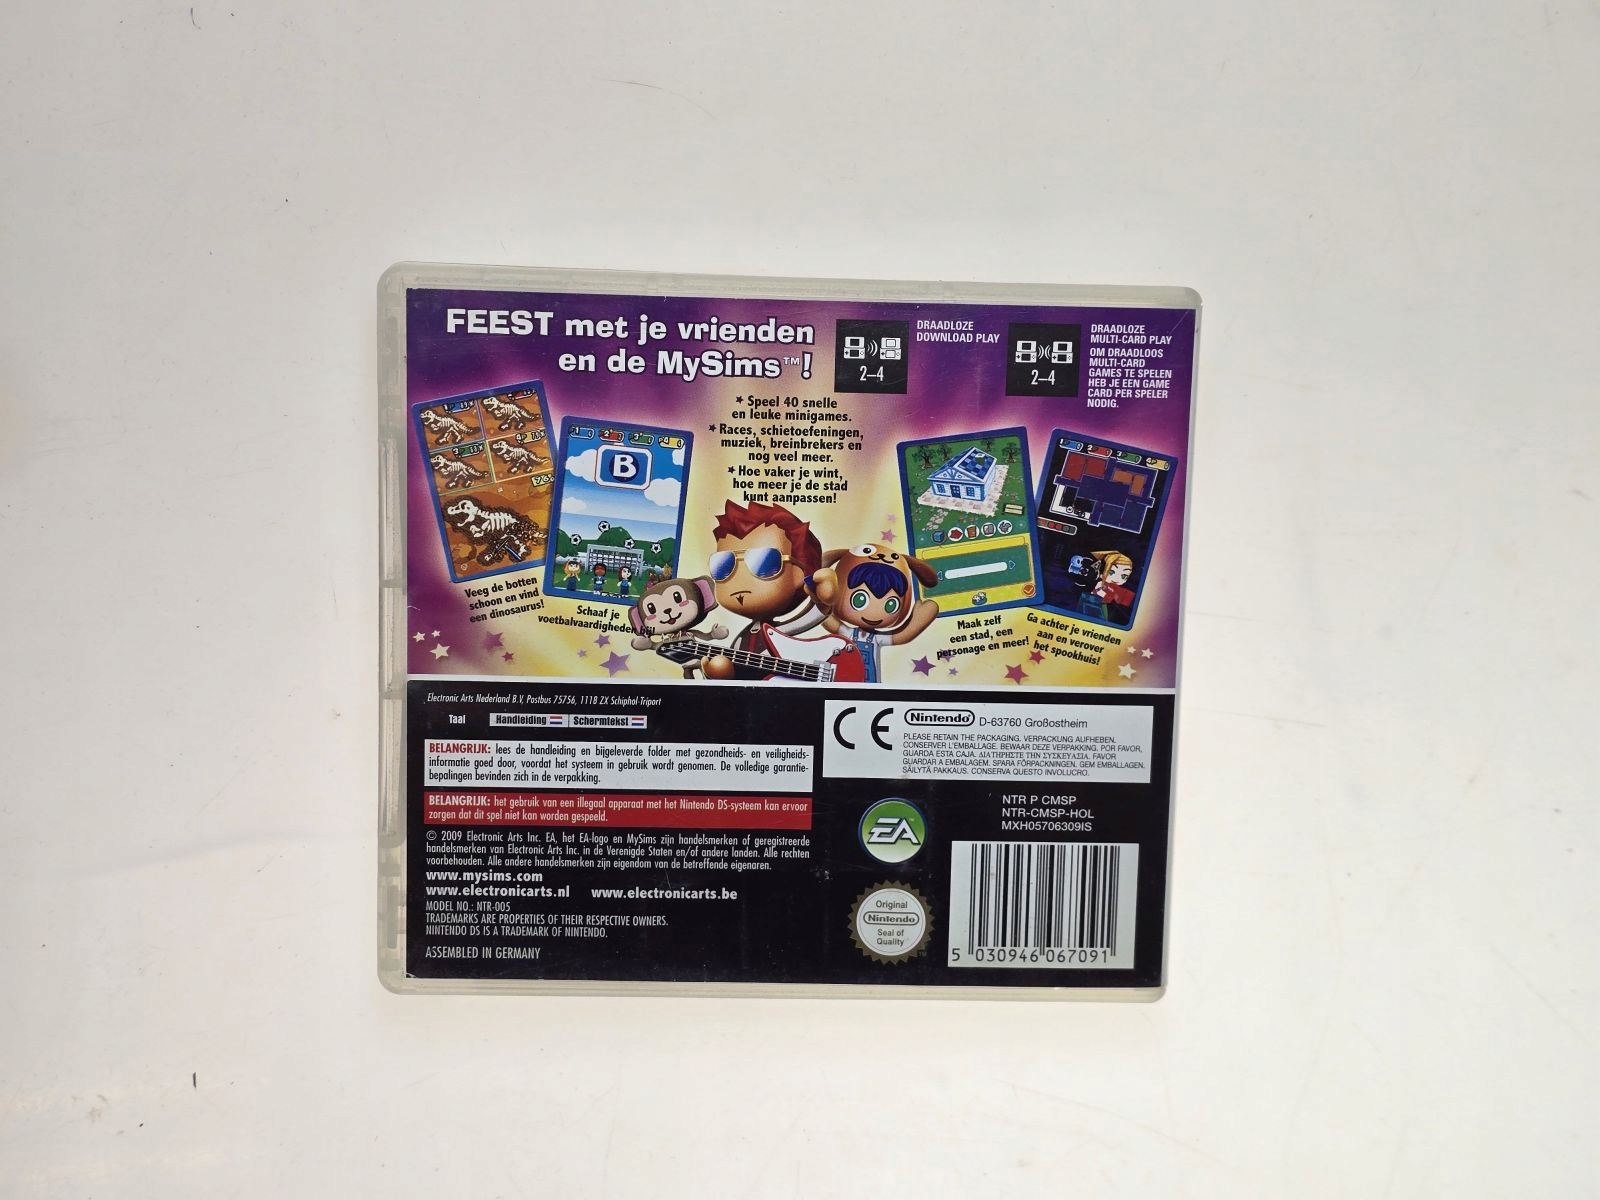 FEEST met je vrienden
en de MySims™!
2–4
DRAADLOZE
DOWNLOAD PLAY
2–4
DRAADLOZE
MULTI-CARD PLAY
OM DRAADLOOS
MULTI-CARD
GAMES TE SPELEN
HEB JE EEN GAME
CARD PER SPELER
NODIG.
★ Speel 40 snelle
en leuke minigames.
★ Races, schietoefeningen,
muziek, breinbrekers en
nog veel meer.
★ Hoe vaker je wint,
hoe meer je de stad
kunt aanpassen!
B
Veeg de botten
schoon en vind
een dinosaurus!
Schaaf je
voetbalvaardigheden bij!
Maak zelf
een stad, een
personage en meer!
Ga achter je vrienden
aan en verover
het spookhuis!
Electronic Arts Nederland B.V, Postbus 75756, 1118 ZX Schiphol-Triport
Taal Handleiding Schermtekst
BELANGRIJK: lees de handleiding en bijgeleverde folder met gezondheids- en veiligheids-
informatie goed door, voordat het systeem in gebruik wordt genomen. De volledige garantie-
bepalingen bevinden zich in de verpakking.
BELANGRIJK: het gebruik van een illegaal apparaat met het Nintendo DS-systeem kan ervoor
zorgen dat dit spel niet kan worden gespeeld.
© 2009 Electronic Arts Inc. EA, het EA-logo en MySims zijn handelsmerken of geregistreerde
handelsmerken van Electronic Arts Inc. in de Verenigde Staten en/of andere landen. Alle rechten
voorbehouden. Alle andere handelsmerken zijn eigendom van de betreffende eigenaren.
www.mysims.com
www.electronicarts.nl www.electronicarts.be
MODEL NO.: NTR-005
TRADEMARKS ARE PROPERTIES OF THEIR RESPECTIVE OWNERS.
NINTENDO DS IS A TRADEMARK OF NINTENDO.
ASSEMBLED IN GERMANY
CE Nintendo D-63760 Großostheim
PLEASE RETAIN THE PACKAGING. VERPACKUNG AUFHEBEN.
CONSERVER L'EMBALLAGE. BEWAAR DEZE VERPAKKING. POR FAVOR,
GUARDA ESTA CAJA. ΔΙΑΤΗΡΗΣΤΕ ΤΗΝ ΣΥΣΚΕΥΑΣΙΑ. FAVOR
GUARDAR A EMBALAGEM. SPARA FÖRPACKNINGEN. GEM EMBALLAGEN.
SÄILYTÄ PAKKAUS. CONSERVA QUESTO INVOLUCRO.
EA
NTR P CMSP
NTR-CMSP-HOL
MXH05706309IS
Original
Nintendo
Seal of
Quality
TM
5 030946 067091